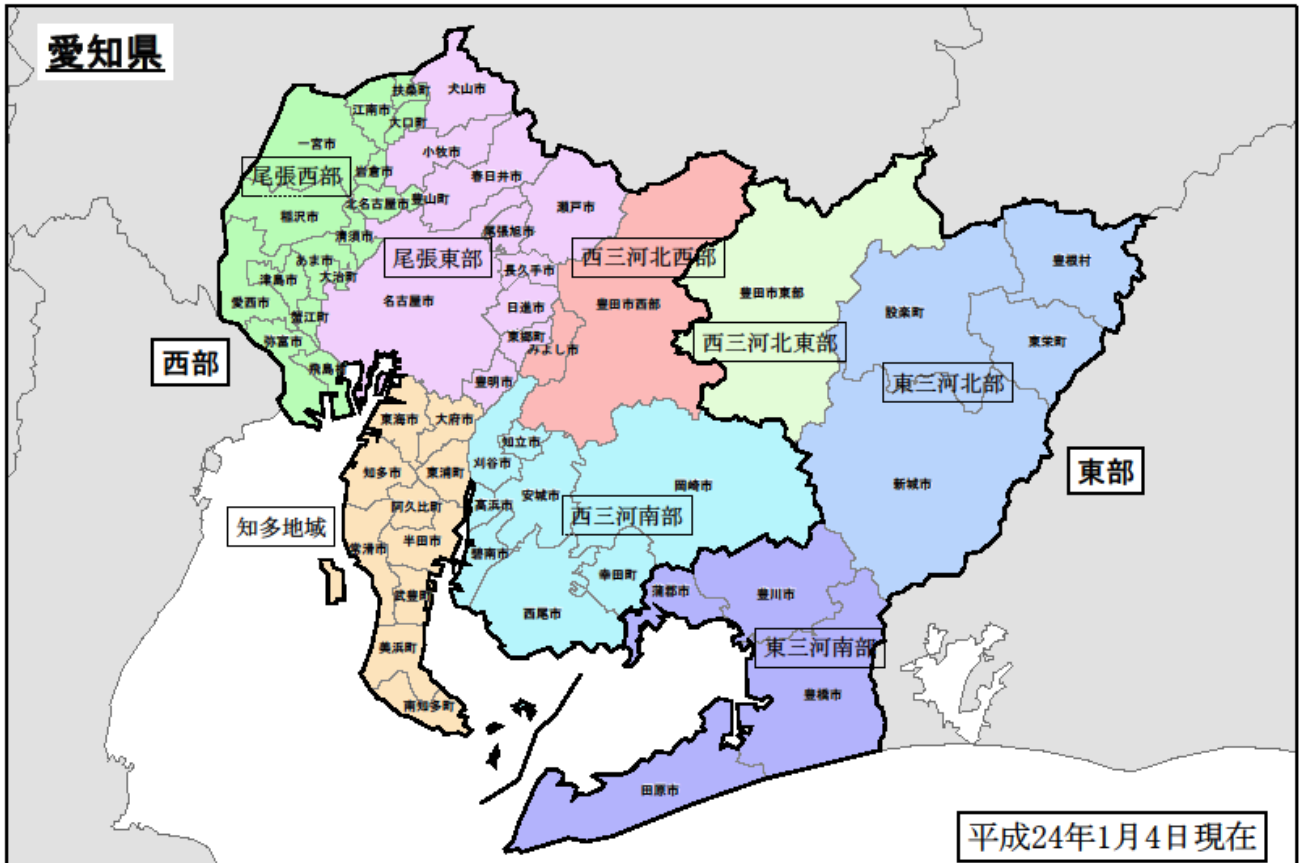 愛知県
扶桑町
犬山市
江南市
大口町
一宮市
小牧市
尾張西部
岩倉市
春日井市
北名古屋市
豊山町
瀬戸市
稲沢市
尾張旭市
清須市
尾張東部
西三河北西部
あま市
長久手市
豊根村
津島市
大治町
豊田市東部
愛西市
名古屋市
日進市
豊田市西部
設楽町
蟹江町
東郷町
東栄町
弥富市
みよし市
西三河北東部
西部
飛島村
豊明市
東三河北部
東海市
大府市
知立市
知多市
東浦町
刈谷市
岡崎市
東部
新城市
安城市
阿久比町
高浜市
西三河南部
知多地域
半田市
常滑市
碧南市
幸田町
武豊町
蒲郡市
豊川市
西尾市
美浜町
東三河南部
南知多町
豊橋市
田原市
平成24年1月4日現在